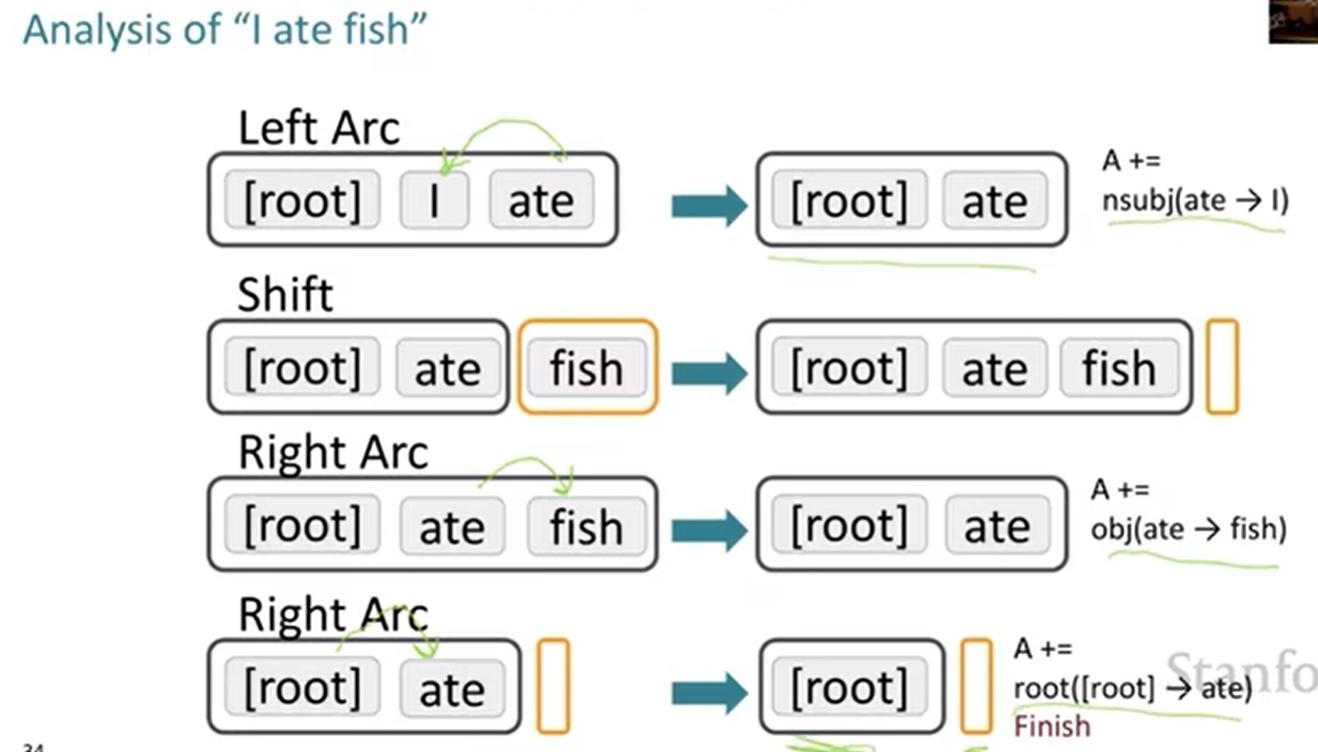 Analysis of “I ate fish”
Left Arc
[root] I ate [root] ate
A +=
nsubj(ate → I)
Shift
[root] ate fish [root] ate fish
Right Arc
[root] ate fish [root] ate
A +=
obj(ate → fish)
Right Arc
[root] ate [root]
A +=
root([root] → ate)
Finish
Stanfo